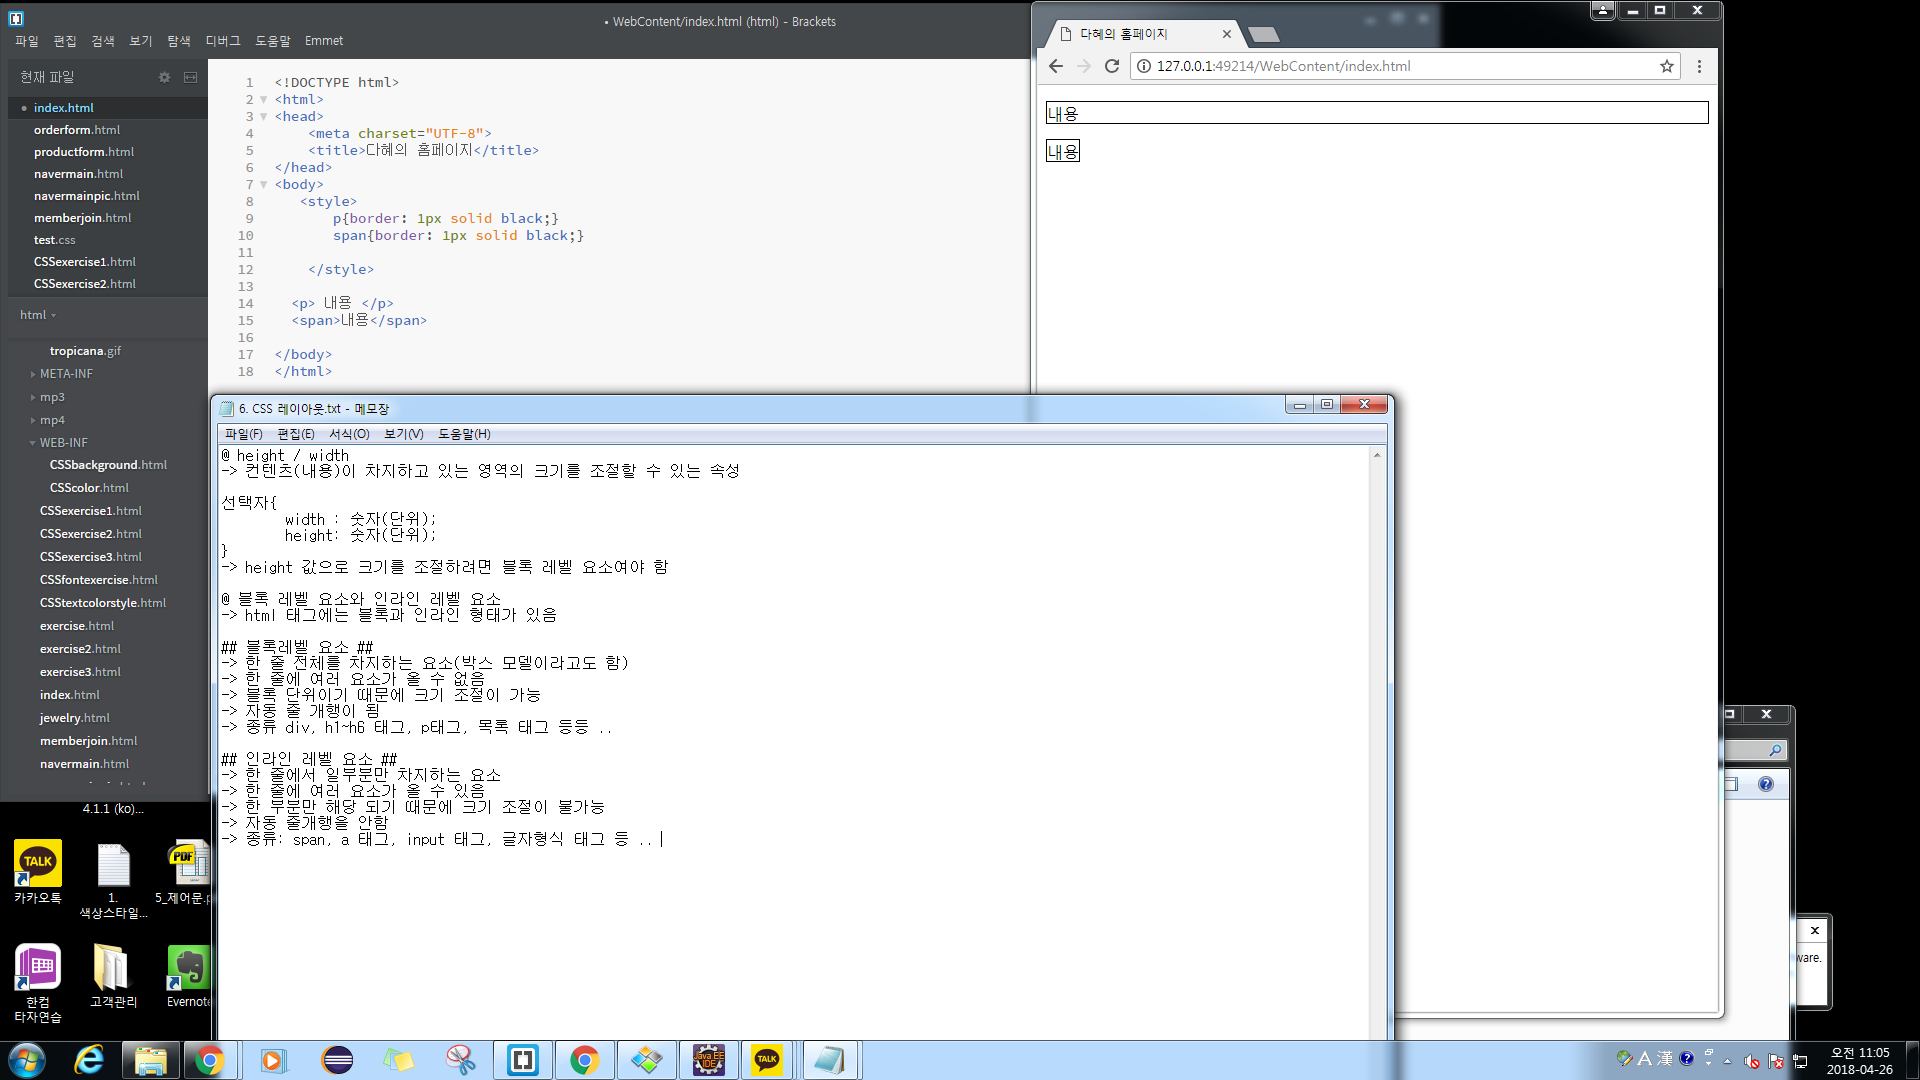 • WebContent/index.html (html) - Brackets
파일 편집 검색 보기 탐색 디버그 도움말 Emmet
현재 파일
index.html
orderform.html
productform.html
navermain.html
navermainpic.html
memberjoin.html
test.css
CSSexercise1.html
CSSexercise2.html
html
tropicana.gif
META-INF
mp3
mp4
WEB-INF
CSSbackground.html
CSScolor.html
CSSexercise1.html
CSSexercise2.html
CSSexercise3.html
CSSfontexercise.html
CSStextcolorstyle.html
exercise.html
exercise2.html
exercise3.html
index.html
jewelry.html
memberjoin.html
navermain.html
1 <!DOCTYPE html>
2 <html>
3 <head>
4 <meta charset="UTF-8">
5 <title>다혜의 홈페이지</title>
6 </head>
7 <body>
8 <style>
9 p{border: 1px solid black;}
10 span{border: 1px solid black;}
11
12 </style>
13
14 <p> 내용 </p>
15 <span>내용</span>
16
17 </body>
18 </html>
다혜의 홈페이지
127.0.0.1:49214/WebContent/index.html
내용
내용
6. CSS 레이아웃.txt - 메모장
파일(F) 편집(E) 서식(O) 보기(V) 도움말(H)
@ height / width
-> 컨텐츠(내용)이 차지하고 있는 영역의 크기를 조절할 수 있는 속성
선택자{
width : 숫자(단위);
height: 숫자(단위);
}
-> height 값으로 크기를 조절하려면 블록 레벨 요소여야 함
@ 블록 레벨 요소와 인라인 레벨 요소
-> html 태그에는 블록과 인라인 형태가 있음
## 블록레벨 요소 ##
-> 한 줄 전체를 차지하는 요소(박스 모델이라고도 함)
-> 한 줄에 여러 요소가 올 수 없음
-> 블록 단위이기 때문에 크기 조절이 가능
-> 자동 줄 개행이 됨
-> 종류 div, h1~h6 태그, p태그, 목록 태그 등등 ..
## 인라인 레벨 요소 ##
-> 한 줄에서 일부분만 차지하는 요소
-> 한 줄에 여러 요소가 올 수 있음
-> 한 부분만 해당 되기 때문에 크기 조절이 불가능
-> 자동 줄개행을 안함
-> 종류: span, a 태그, input 태그, 글자형식 태그 등 ..
4.1.1 (ko)...
TALK
카카오톡
1.
색상스타일...
PDF
5_제어문.p
한컴
타자연습
고객관리
Evernote
ware.
Java EE
IDE
TALK
A 漢
오전 11:05
2018-04-26